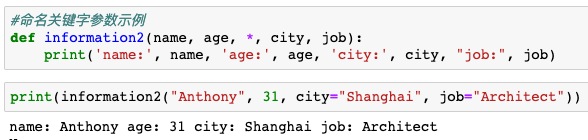 #命名关键字参数示例
def information2(name, age, *, city, job):
    print('name:', name, 'age:', age, 'city:', city, "job:", job)
print(information2("Anthony", 31, city="Shanghai", job="Architect"))
name: Anthony age: 31 city: Shanghai job: Architect